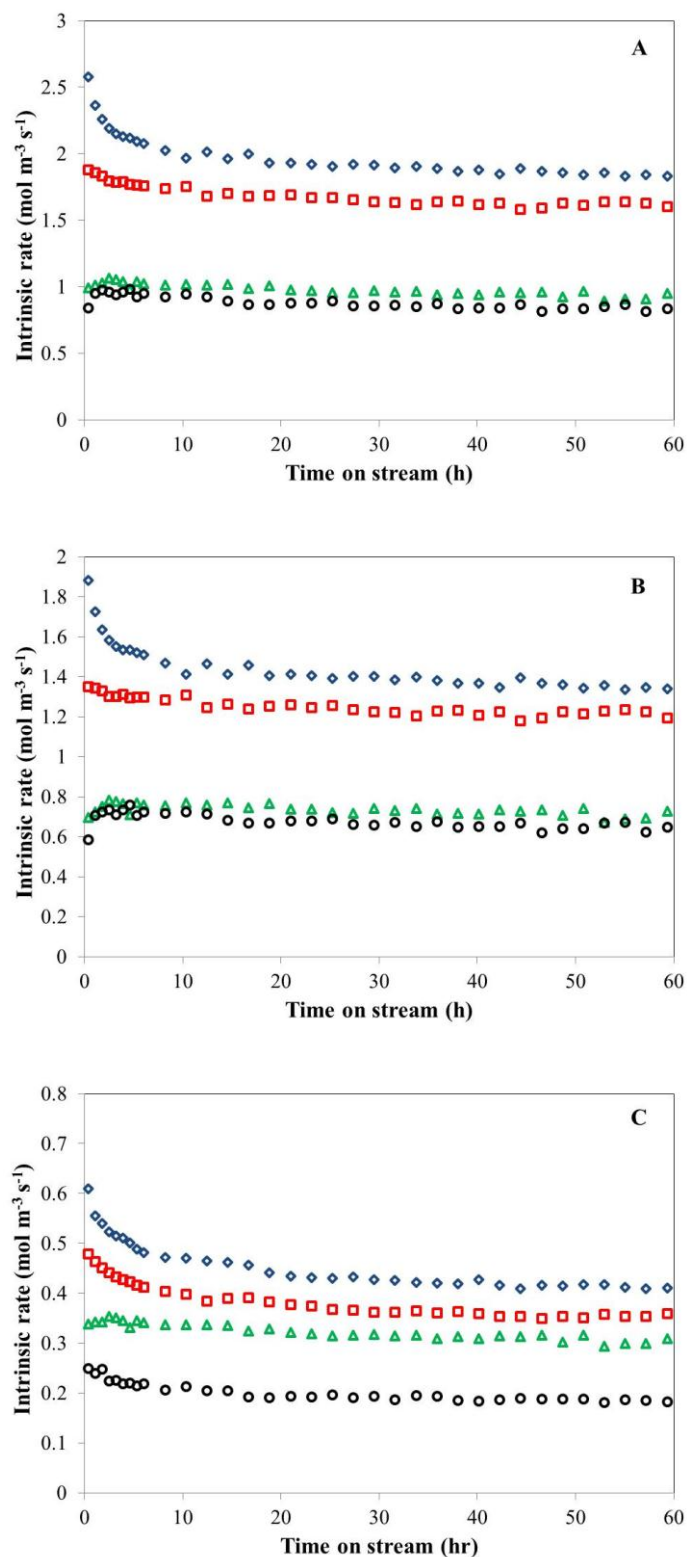 A
Intrinsic rate (mol m⁻³ s⁻¹)
3
2.5
2
1.5
1
0.5
0
0 10 20 30 40 50 60
Time on stream (h)
B
Intrinsic rate (mol m⁻³ s⁻¹)
2
1.8
1.6
1.4
1.2
1
0.8
0.6
0.4
0.2
0
0 10 20 30 40 50 60
Time on stream (h)
C
Intrinsic rate (mol m⁻³ s⁻¹)
0.8
0.7
0.6
0.5
0.4
0.3
0.2
0.1
0
0 10 20 30 40 50 60
Time on stream (hr)